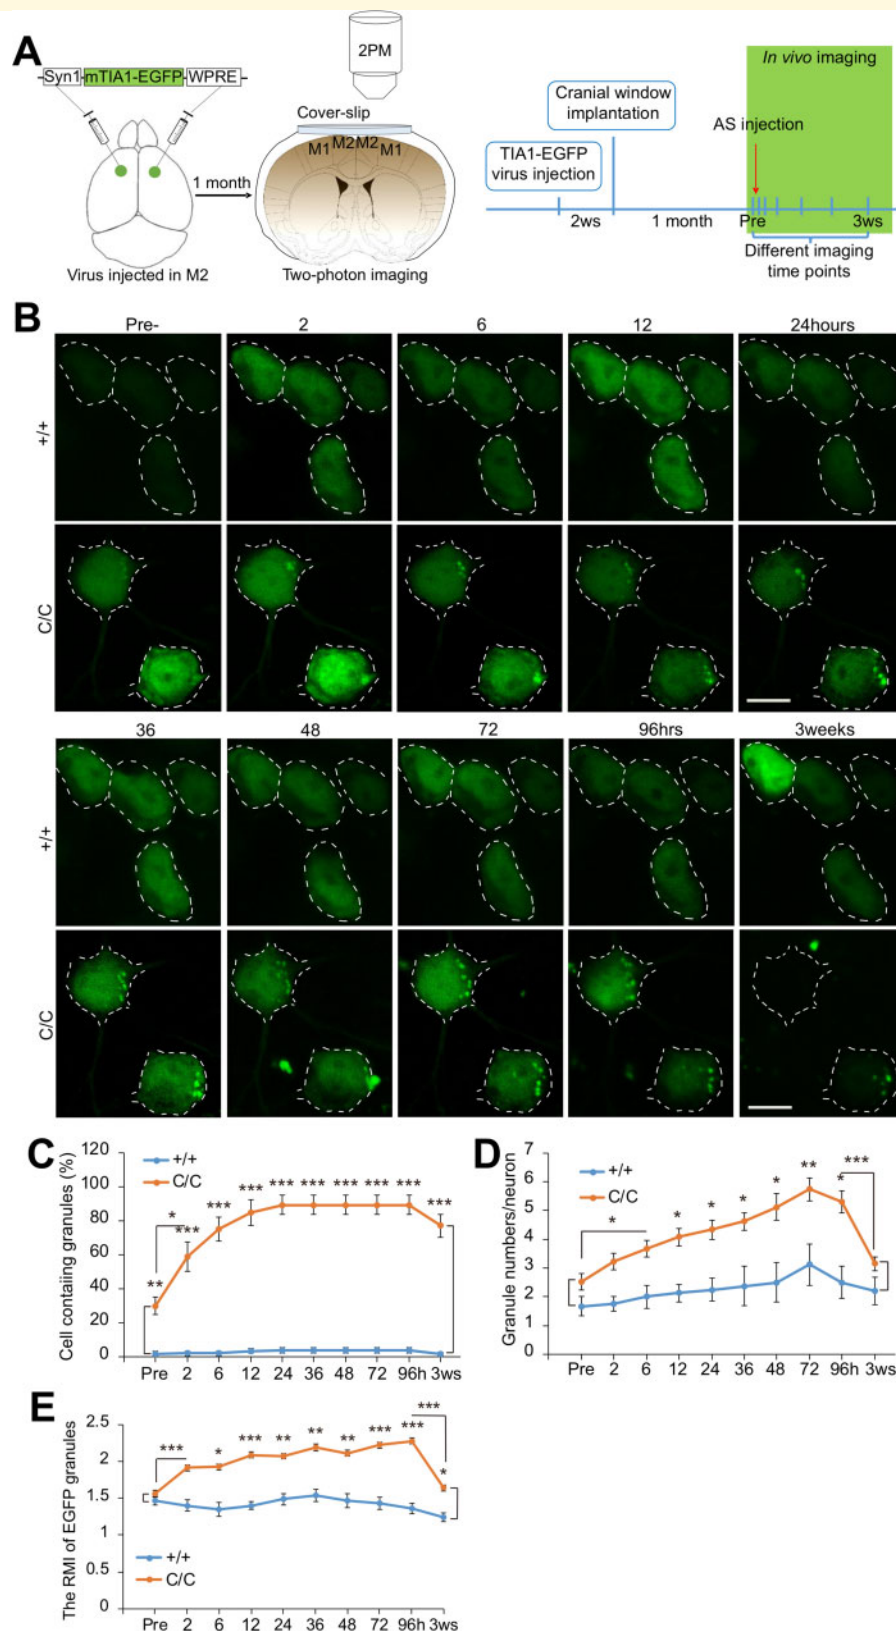 A
Syn1 mTIA1-EGFP WPRE
1 month
Virus injected in M2
2PM
Cover-slip
M1 M2 M2 M1
Two-photon imaging
In vivo imaging
Cranial window
implantation
AS injection
TIA1-EGFP
virus injection
2ws 1 month Pre 3ws
Different imaging
time points
B
Pre- 2 6 12 24hours
+/+
C/C
36 48 72 96hrs 3weeks
+/+
C/C
C
Cell contaiing granules (%)
120
100
80
60
40
20
0
+/+
C/C
** * *** *** *** *** *** *** *** *** ***
Pre 2 6 12 24 36 48 72 96h 3ws
D
Granule numbers/neuron
7
6
5
4
3
2
1
0
+/+
C/C
* * * * * ** * ***
Pre 2 6 12 24 36 48 72 96h 3ws
E
The RMI of EGFP granules
2.5
2
1.5
1
0.5
0
*** * *** ** ** ** *** *** *** *
+/+
C/C
Pre 2 6 12 24 36 48 72 96h 3ws